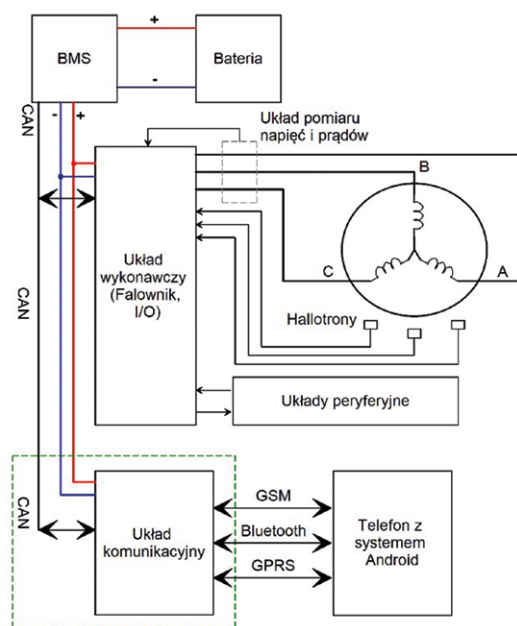 +
BMS
Bateria
-
CAN
-
+
Układ pomiaru
napięć i prądów
B
Układ
wykonawczy
(Falownik,
I/O)
C
A
CAN
Hallotrony
Układy peryferyjne
CAN
Układ
komunikacyjny
GSM
Bluetooth
GPRS
Telefon z
systemem
Android